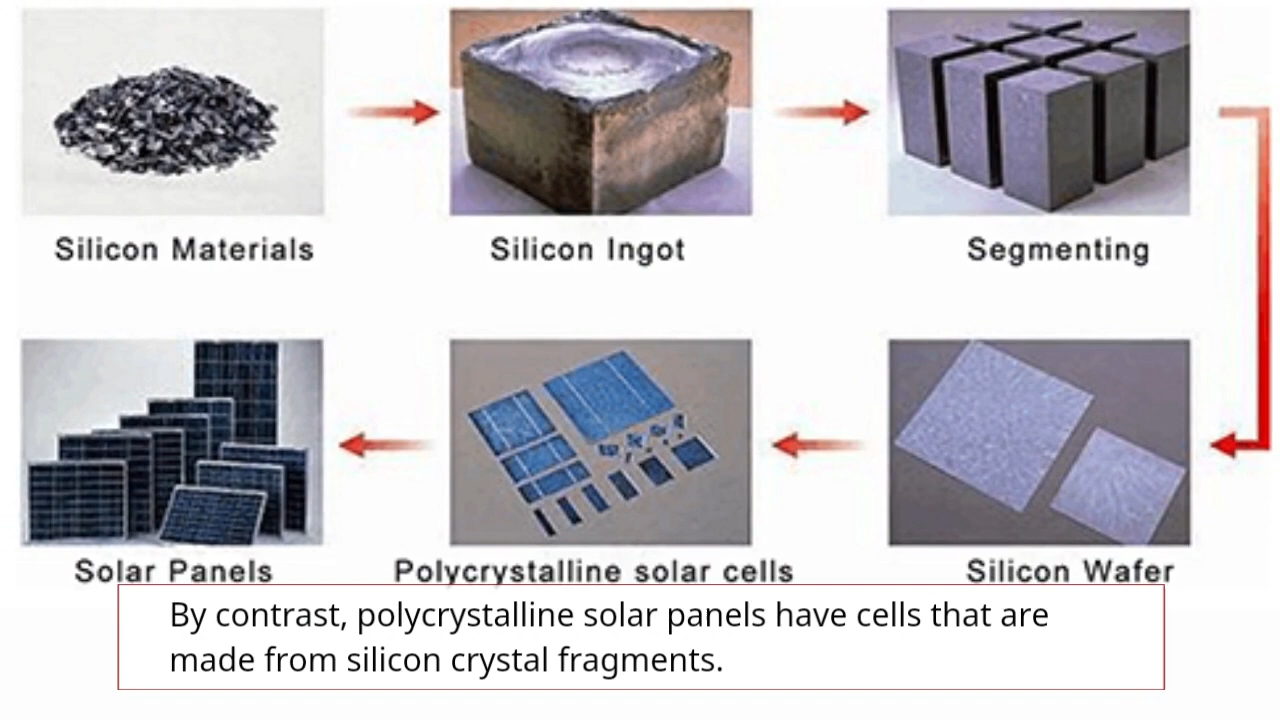 Silicon Materials
Silicon Ingot
Segmenting
Solar Panels
Polycrystalline solar cells
Silicon Wafer
By contrast, polycrystalline solar panels have cells that are
made from silicon crystal fragments.